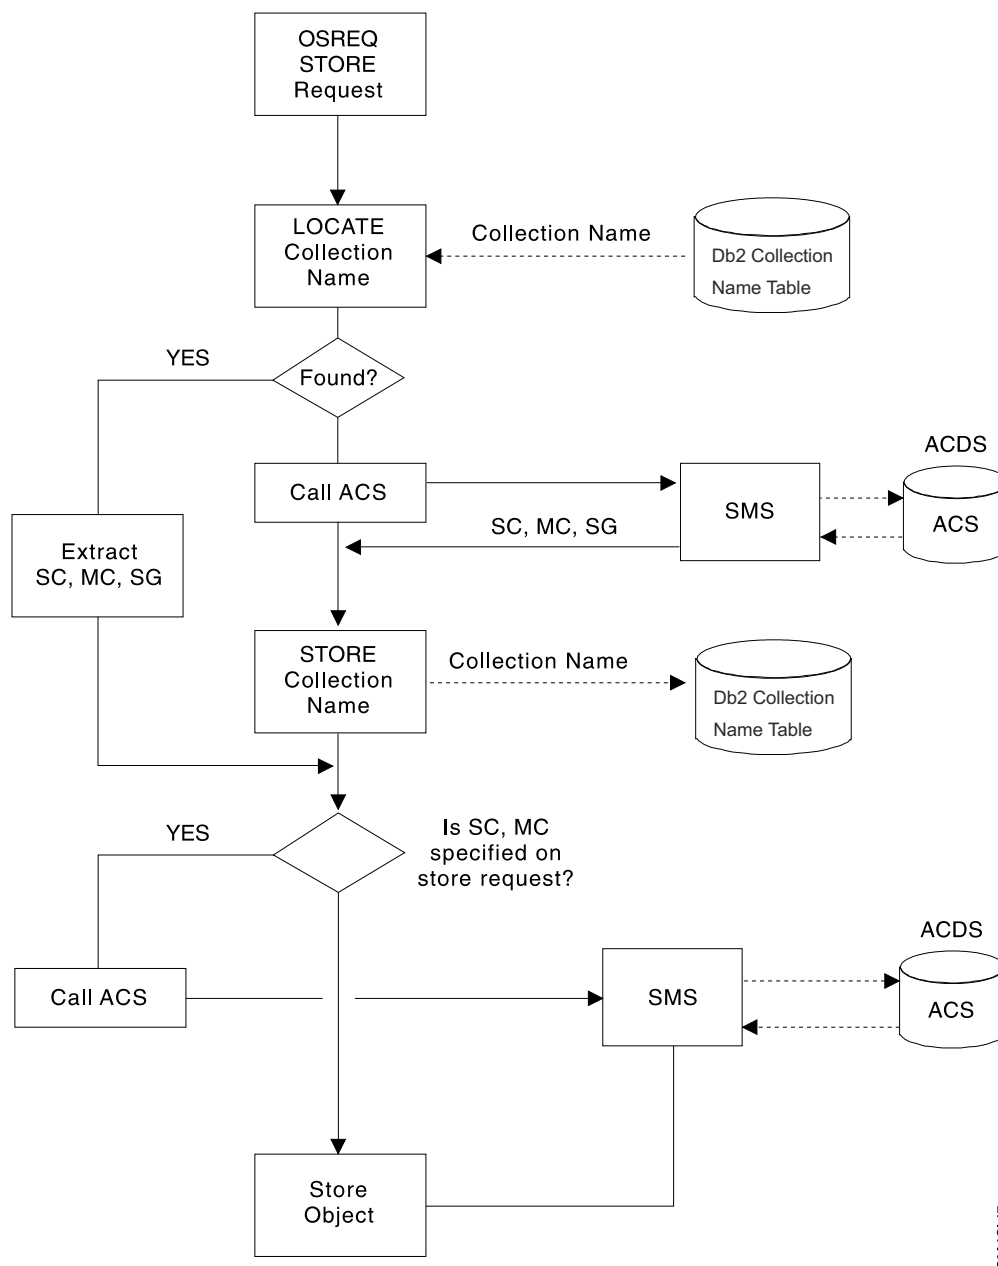 OSREQ
STORE
Request
LOCATE
Collection
Name
Collection Name
Db2 Collection
Name Table
YES
Found?
ACDS
Call ACS
SMS
ACS
SC, MC, SG
Extract
SC, MC, SG
STORE
Collection
Name
Collection Name
Db2 Collection
Name Table
YES
Is SC, MC
specified on
store request?
ACDS
Call ACS
SMS
ACS
Store
Object